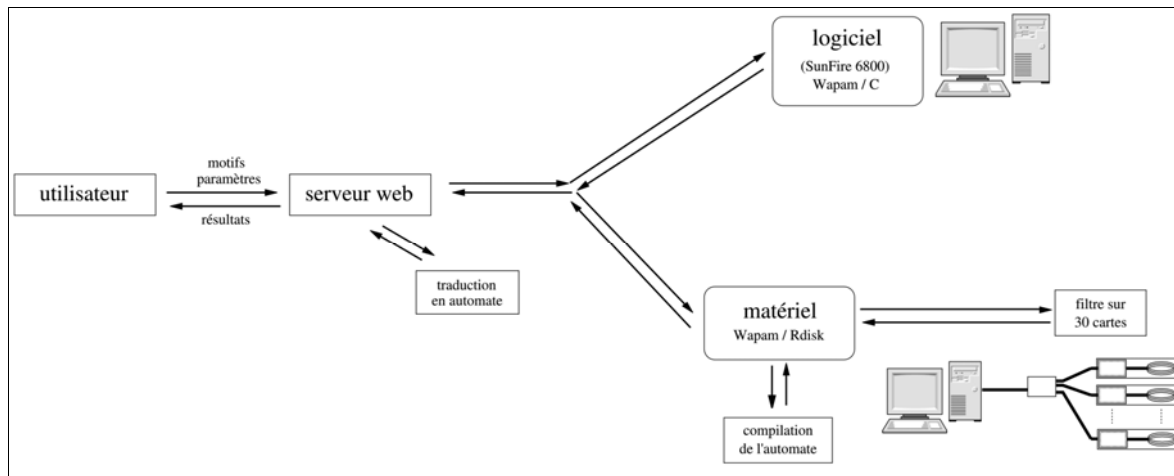 logiciel
(SunFire 6800)
Wapam / C
motifs
paramètres
utilisateur
serveur web
résultats
traduction
en automate
matériel
Wapam / Rdisk
filtre sur
30 cartes
compilation
de l'automate